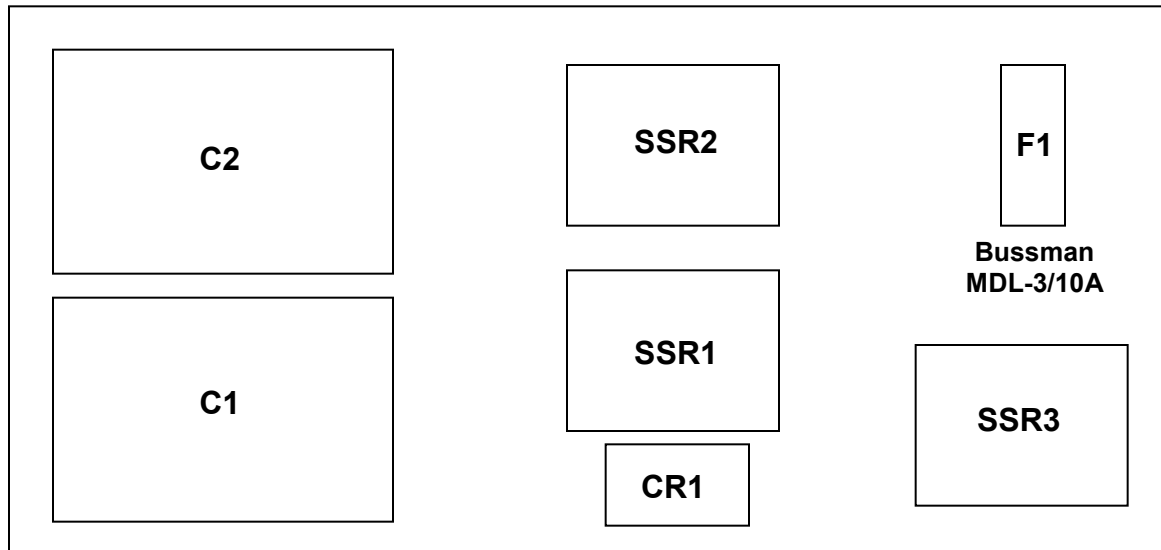 C2
SSR2
F1
Bussman
MDL-3/10A
SSR1
C1
SSR3
CR1